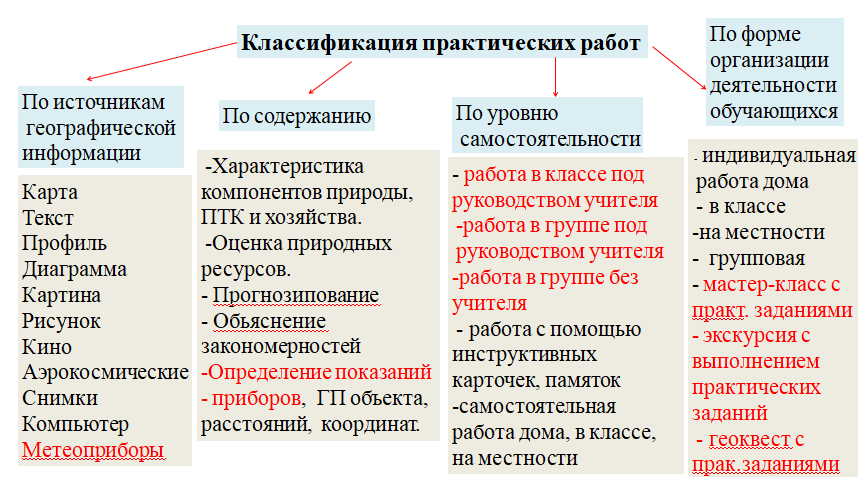 Классификация практических работ
По источникам
географической
информации
Карта
Текст
Профиль
Диаграмма
Картина
Рисунок
Кино
Аэрокосмические
Снимки
Компьютер
Метеоприборы
По содержанию
-Характеристика
компонентов природы,
ПТК и хозяйства.
-Оценка природных
ресурсов.
- Прогнозипование
- Обьяснение
закономерностей
-Определение показаний
- приборов, ГП объекта,
расстояний, координат.
По уровню
самостоятельности
- работа в классе под
руководством учителя
-работа в группе под
руководством учителя
-работа в группе без
учителя
- работа с помощью
инструктивных
карточек, памяток
-самостоятельная
работа дома, в классе,
на местности
По форме
организации
деятельности
обучающихся
- индивидуальная
работа дома
- в классе
-на местности
- групповая
- мастер-класс с
практ. заданиями
- экскурсия с
выполнением
практических
заданий
- геоквест с
прак.заданиями